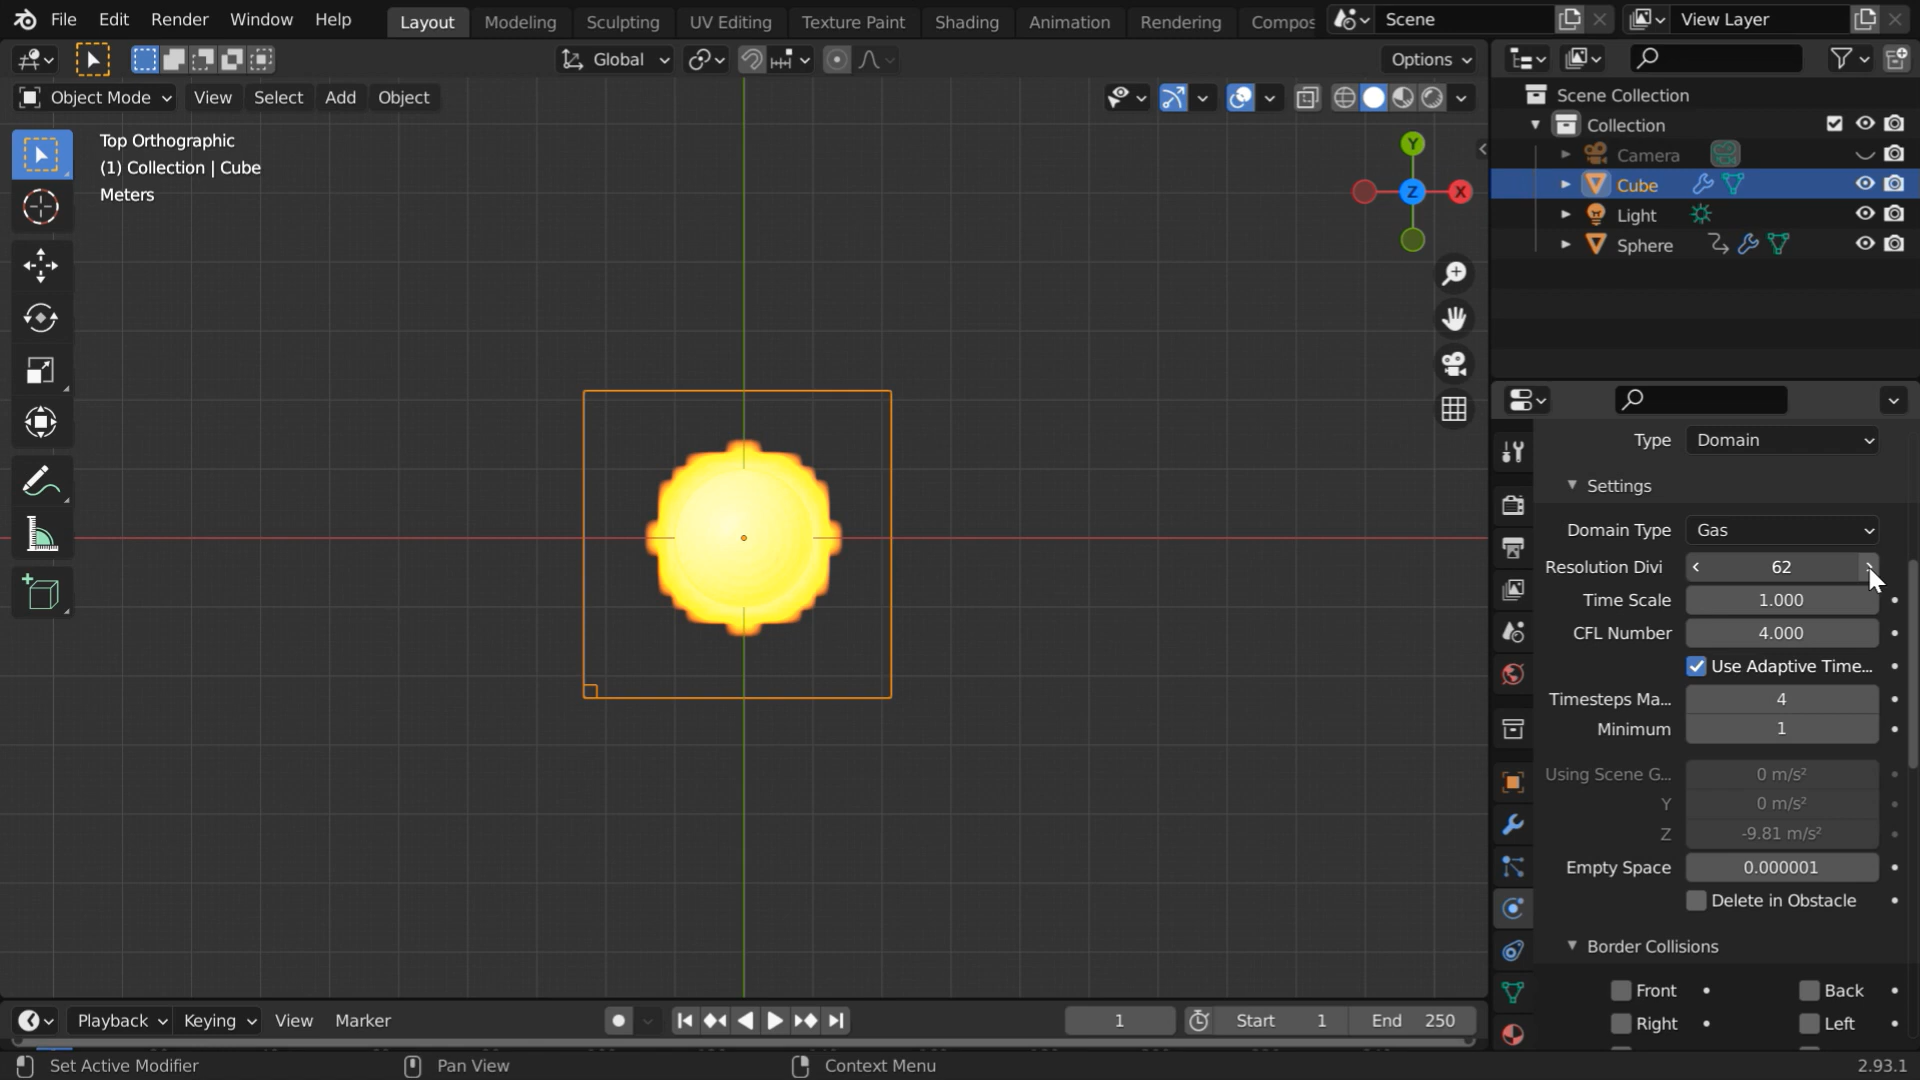 File Edit Render Window Help Layout Modeling Sculpting UV Editing Texture Paint Shading Animation Rendering Compos Scene View Layer
Global Options
Object Mode View Select Add Object
Top Orthographic
(1) Collection | Cube
Meters
Y
Z X
Scene Collection
Collection
Camera
Cube
Light
Sphere
Type Domain
Settings
Domain Type Gas
Resolution Divi 62
Time Scale 1.000
CFL Number 4.000
Use Adaptive Time...
Timesteps Ma... 4
Minimum 1
Using Scene G... 0 m/s²
Y 0 m/s²
Z -9.81 m/s²
Empty Space 0.000001
Delete in Obstacle
Border Collisions
Front Back
Right Left
Playback Keying View Marker 1 Start 1 End 250
Set Active Modifier Pan View Context Menu 2.93.1